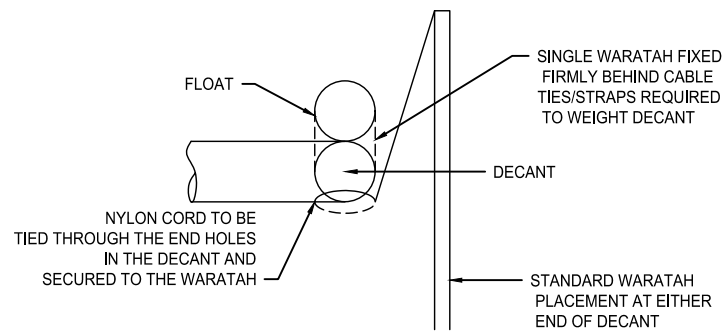 FLOAT
SINGLE WARATAH FIXED
FIRMLY BEHIND CABLE
TIES/STRAPS REQUIRED
TO WEIGHT DECANT
DECANT
NYLON CORD TO BE
TIED THROUGH THE END HOLES
IN THE DECANT AND
SECURED TO THE WARATAH
STANDARD WARATAH
PLACEMENT AT EITHER
END OF DECANT